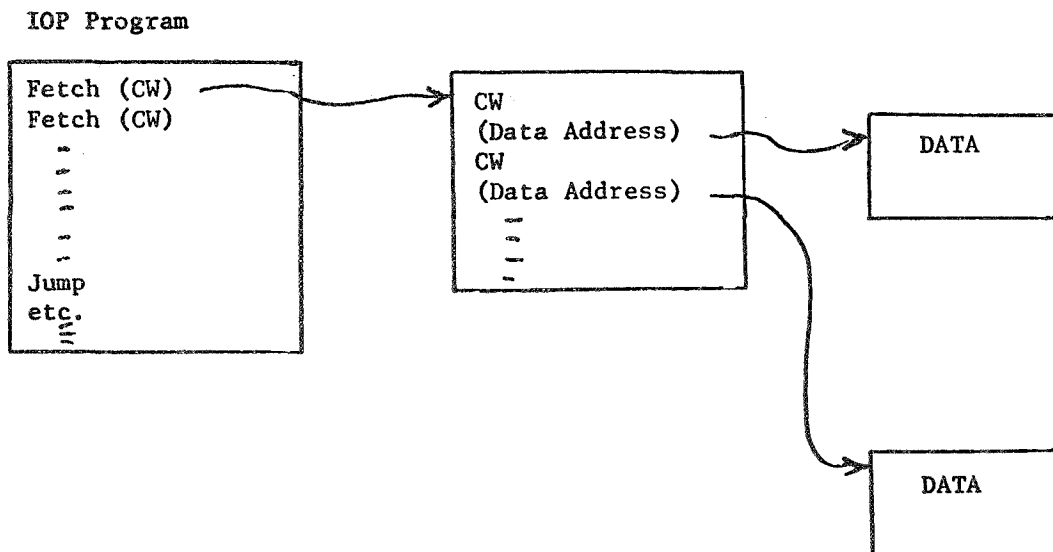 IOP Program
Fetch (CW)
Fetch (CW)
Jump
etc.
CW
(Data Address)
CW
(Data Address)
DATA
DATA